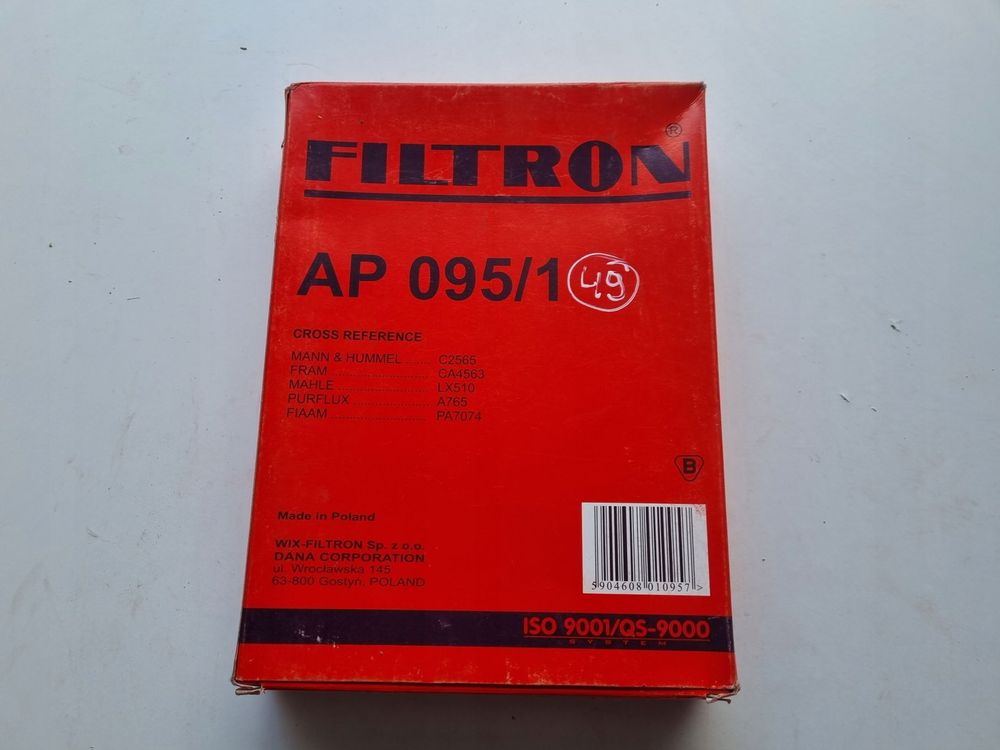 FILTRON®
AP 095/1 49
CROSS REFERENCE
MANN & HUMMEL ....... C2565
FRAM .......................... CA4563
MAHLE ........................ LX510
PURFLUX .................... A765
FIAAM ......................... PA7074
B
Made in Poland
WIX-FILTRON Sp. z o.o.
DANA CORPORATION
ul. Wrocławska 145
63-800 Gostyń, POLAND
5904608 010957>
ISO 9001/QS-9000
SYSTEM